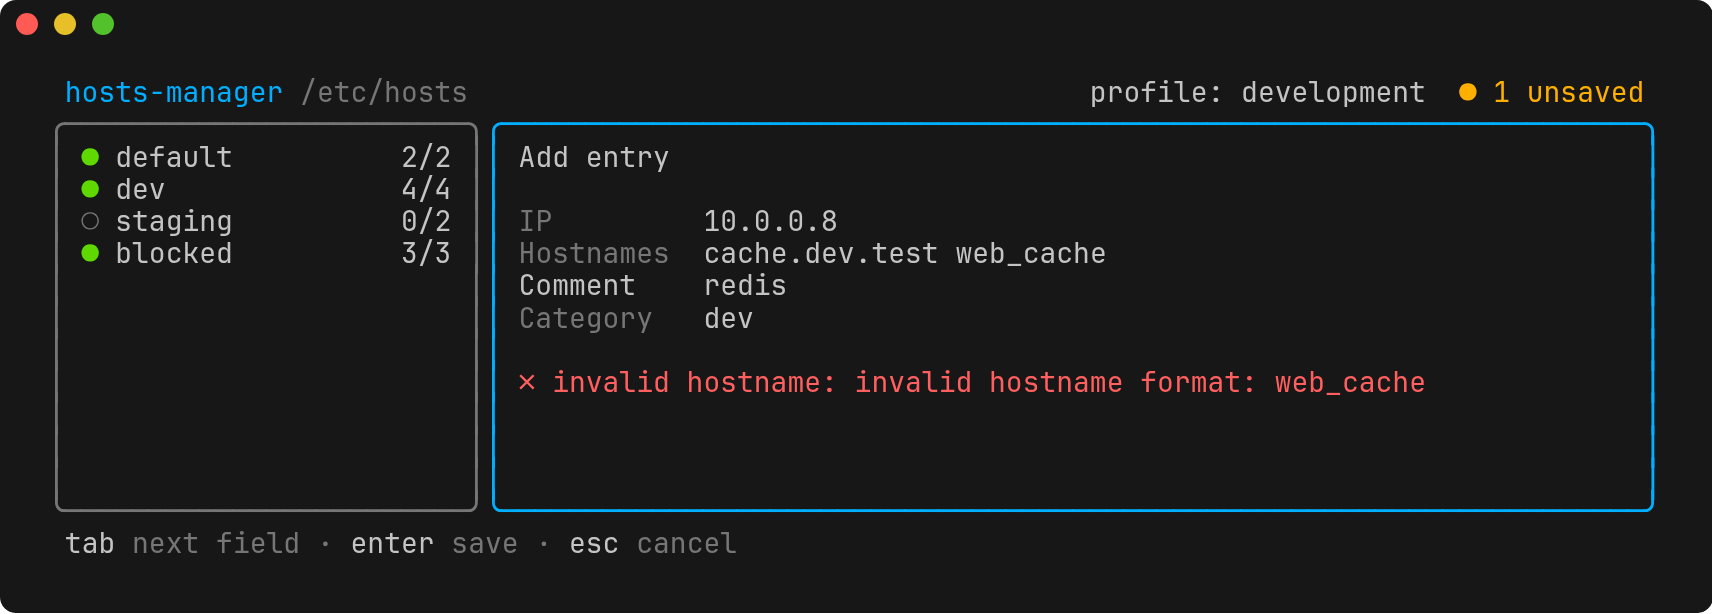 hosts-manager /etc/hosts profile: development ● 1 unsaved
● default 2/2
● dev 4/4
○ staging 0/2
● blocked 3/3
Add entry
IP 10.0.0.8
Hostnames cache.dev.test web_cache
Comment redis
Category dev
✕ invalid hostname: invalid hostname format: web_cache
tab next field · enter save · esc cancel